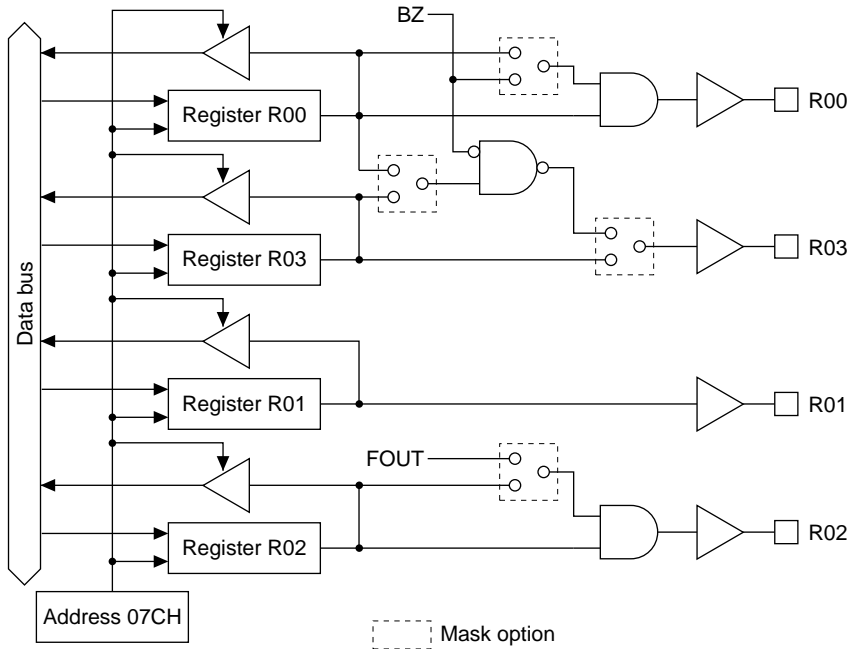 BZ
Register R00
R00
Register R03
R03
Data bus
Register R01
R01
FOUT
Register R02
R02
Address 07CH
Mask option